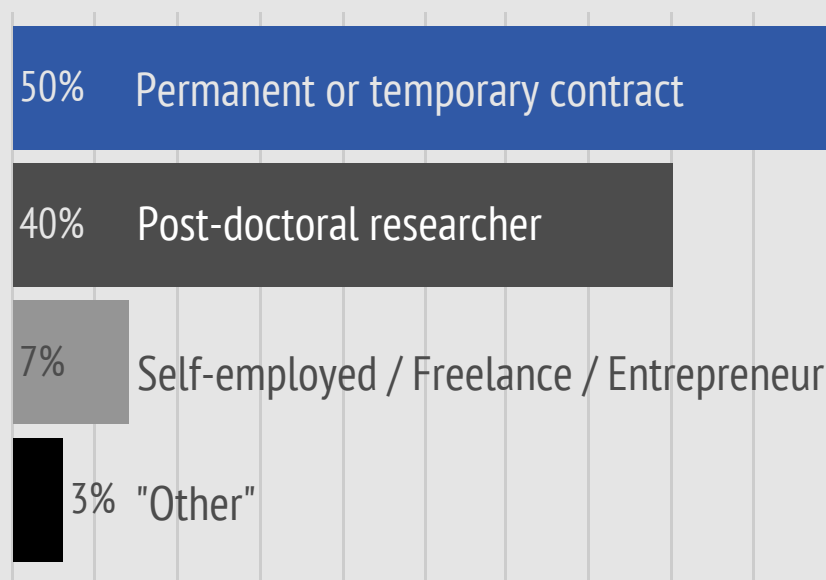 50% Permanent or temporary contract
40% Post-doctoral researcher
7% Self-employed / Freelance / Entrepreneur
3% "Other"